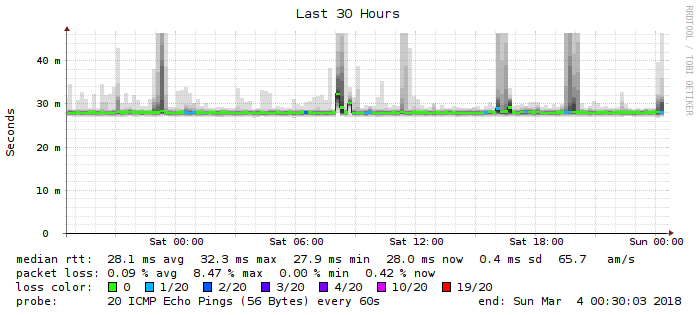 Last 30 Hours
RRDTOOL / TOBI OETIKER
Seconds
40 m
30 m
20 m
10 m
0
Sat 00:00 Sat 06:00 Sat 12:00 Sat 18:00 Sun 00:00
median rtt: 28.1 ms avg 32.3 ms max 27.9 ms min 28.0 ms now 0.4 ms sd 65.7 am/s
packet loss: 0.09 % avg 8.47 % max 0.00 % min 0.42 % now
loss color: 0 1/20 2/20 3/20 4/20 10/20 19/20
probe: 20 ICMP Echo Pings (56 Bytes) every 60s end: Sun Mar 4 00:30:03 2018